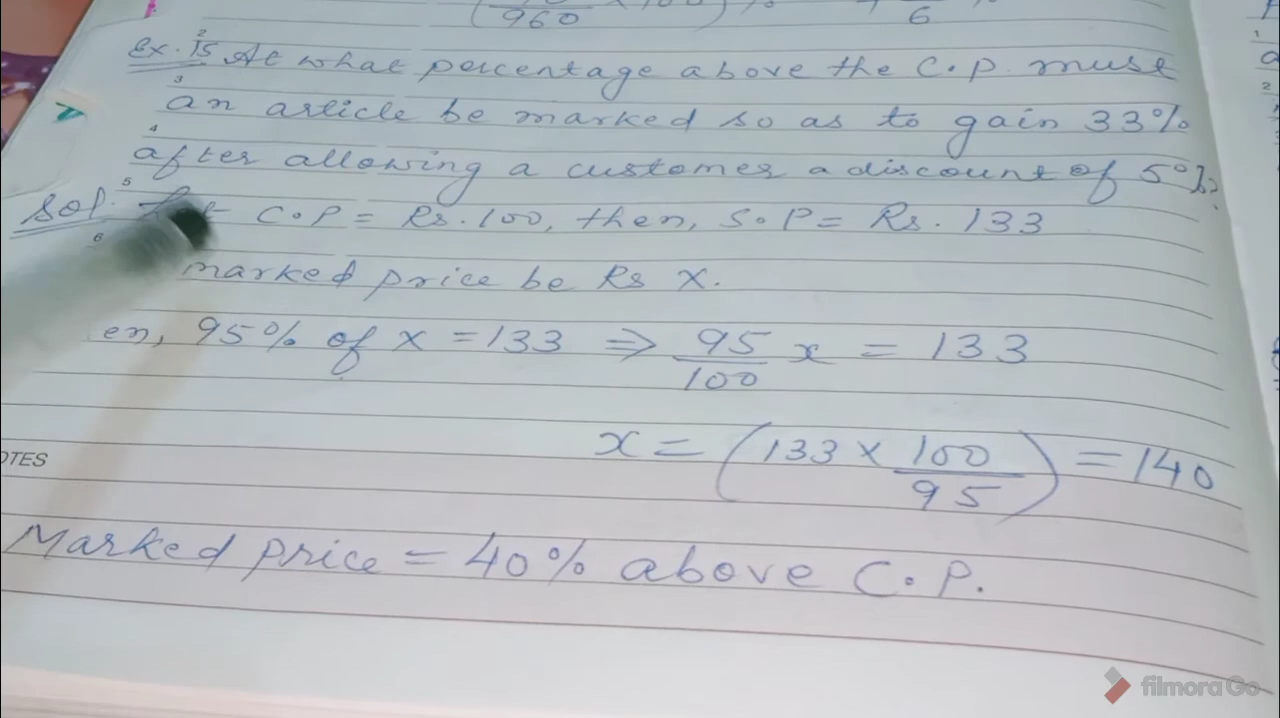 960 × 100 % 6
Ex. 15 At what percentage above the C.P. must
an article be marked so as to gain 33%
after allowing a customer a discount of 5%?
Sol. C.P = Rs. 100, then, S.P = Rs. 133
marked price be Rs x.
en, 95% of x = 133 ⇒ 95/100 x = 133
x = (133 × 100/95) = 140
OTES
Marked price = 40% above C.P.
filmora Go